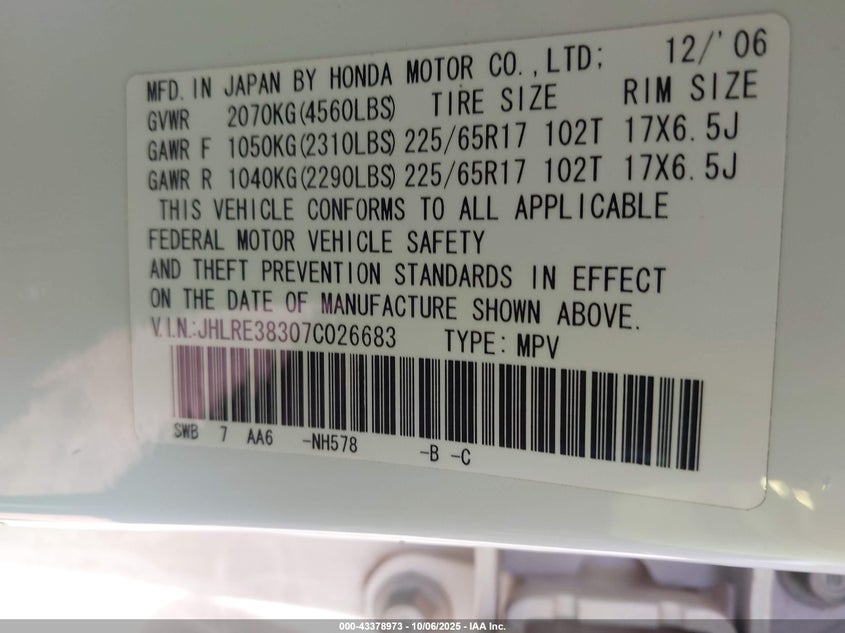 MFD. IN JAPAN BY HONDA MOTOR CO.,LTD; 12/'06
GVWR 2070KG(4560LBS) TIRE SIZE RIM SIZE
GAWR F 1050KG(2310LBS) 225/65R17 102T 17X6.5J
GAWR R 1040KG(2290LBS) 225/65R17 102T 17X6.5J
THIS VEHICLE CONFORMS TO ALL APPLICABLE
FEDERAL MOTOR VEHICLE SAFETY
AND THEFT PREVENTION STANDARDS IN EFFECT
ON THE DATE OF MANUFACTURE SHOWN ABOVE.
V.I.N.:JHLRE38307C026683 TYPE:MPV
SWB 7 AA6 -NH578 -B -C
000-43378973 - 10/06/2025 - IAA Inc.